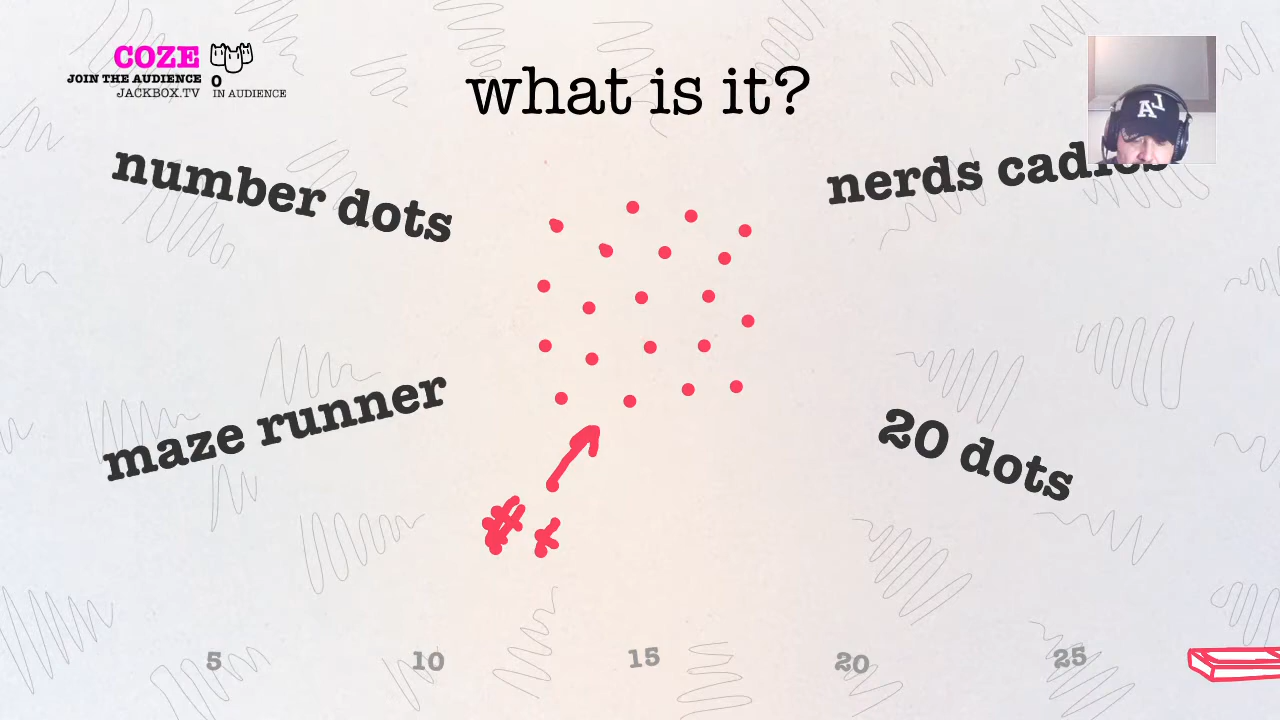 COZE
JOIN THE AUDIENCE
JACKBOX.TV
0
IN AUDIENCE
what is it?
number dots
nerds cadies
maze runner
20 dots
5 10 15 20 25